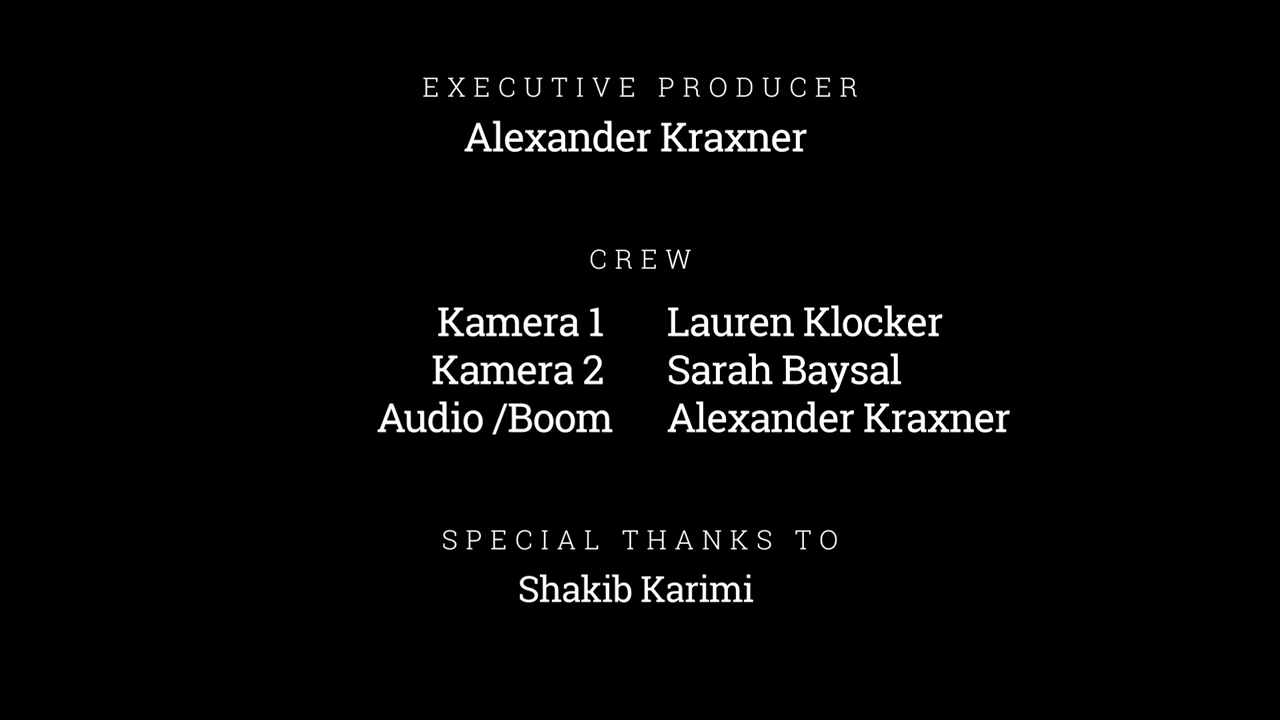 EXECUTIVE PRODUCER
Alexander Kraxner
CREW
Kamera 1 Lauren Klocker
Kamera 2 Sarah Baysal
Audio /Boom Alexander Kraxner
SPECIAL THANKS TO
Shakib Karimi